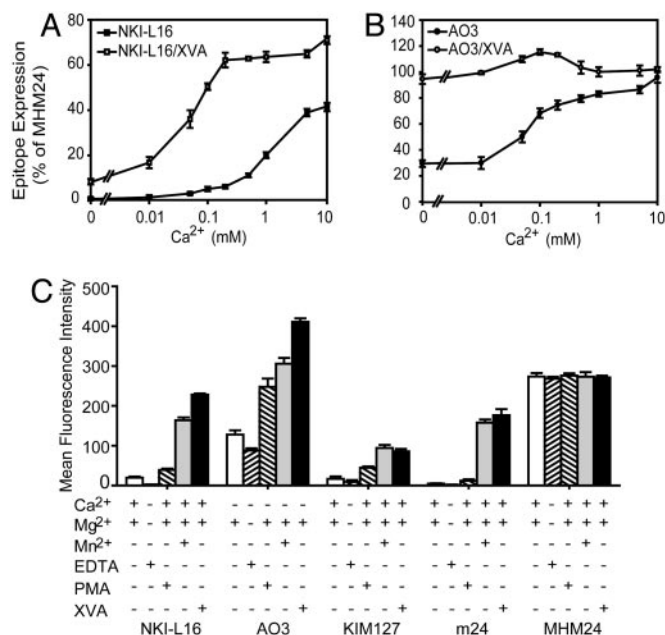 A
NKI-L16
NKI-L16/XVA
Epitope Expression
(% of MHM24)
80
60
40
20
0
0 0.01 0.1 1 10
Ca²⁺ (mM)
B
AO3
AO3/XVA
140
120
100
80
60
40
20
0
0 0.01 0.1 1 10
Ca²⁺ (mM)
C
Mean Fluorescence Intensity
500
400
300
200
100
0
Ca²⁺ + - + + + - - - - - + - + + + + - + + + + - + + +
Mg²⁺ + - + + + + - + + + + - + + + + - + + + + - + + +
Mn²⁺ - - - + - - - - + - - - - + - - - - + - - - - + -
EDTA - + - - - - + - - - - + - - - - + - - - - + - - -
PMA - - + - - - - + - - - - + - - - - + - - - - + - -
XVA - - - - + - - - - + - - - - + - - - - + - - - - +
NKI-L16 AO3 KIM127 m24 MHM24